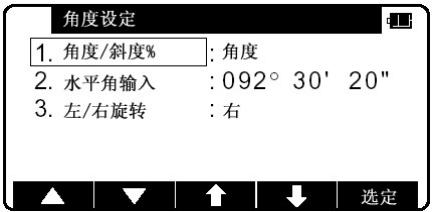 角度设定
1. 角度/斜度% : 角度
2. 水平角输入 : 092° 30' 20"
3. 左/右旋转 : 右
选定